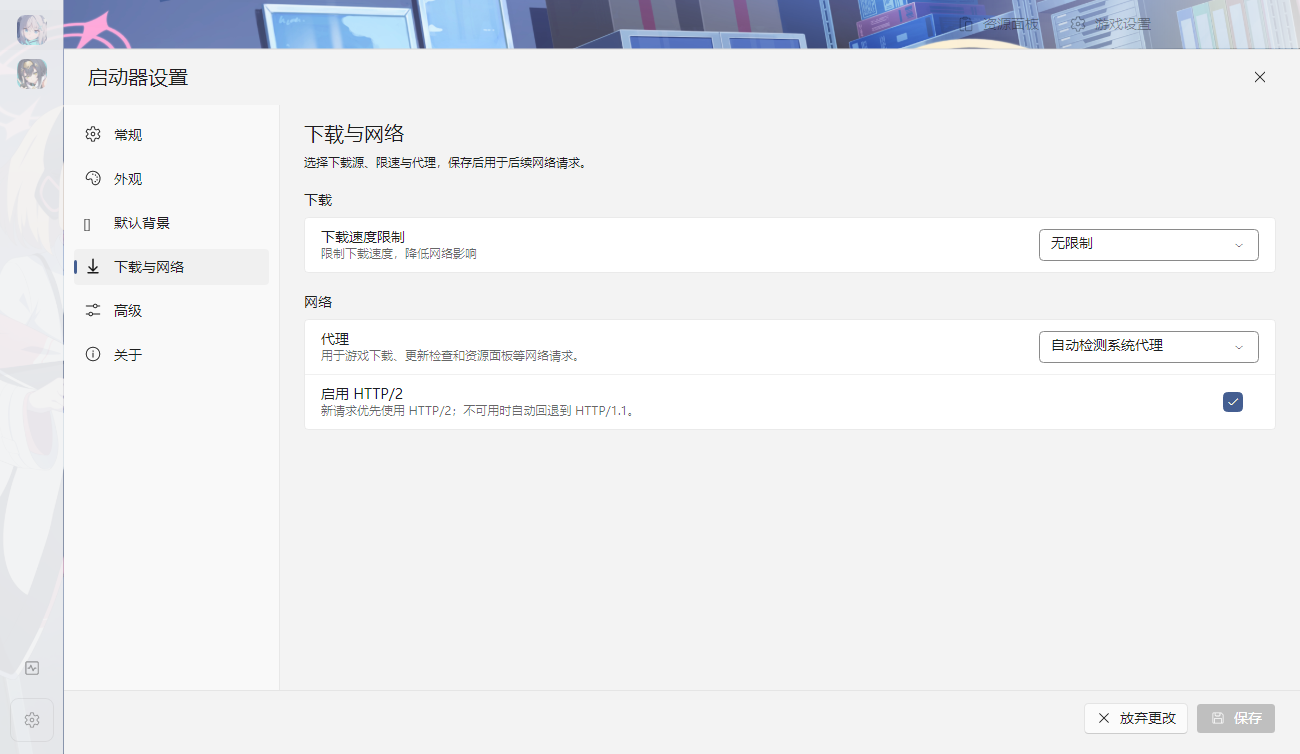 资源面板
游戏设置
启动器设置
常规
外观
默认背景
下载与网络
高级
关于
下载与网络
选择下载源、限速与代理，保存后用于后续网络请求。
下载
下载速度限制
限制下载速度，降低网络影响
无限制
网络
代理
用于游戏下载、更新检查和资源面板等网络请求。
自动检测系统代理
启用 HTTP/2
新请求优先使用 HTTP/2；不可用时自动回退到 HTTP/1.1。
放弃更改
保存